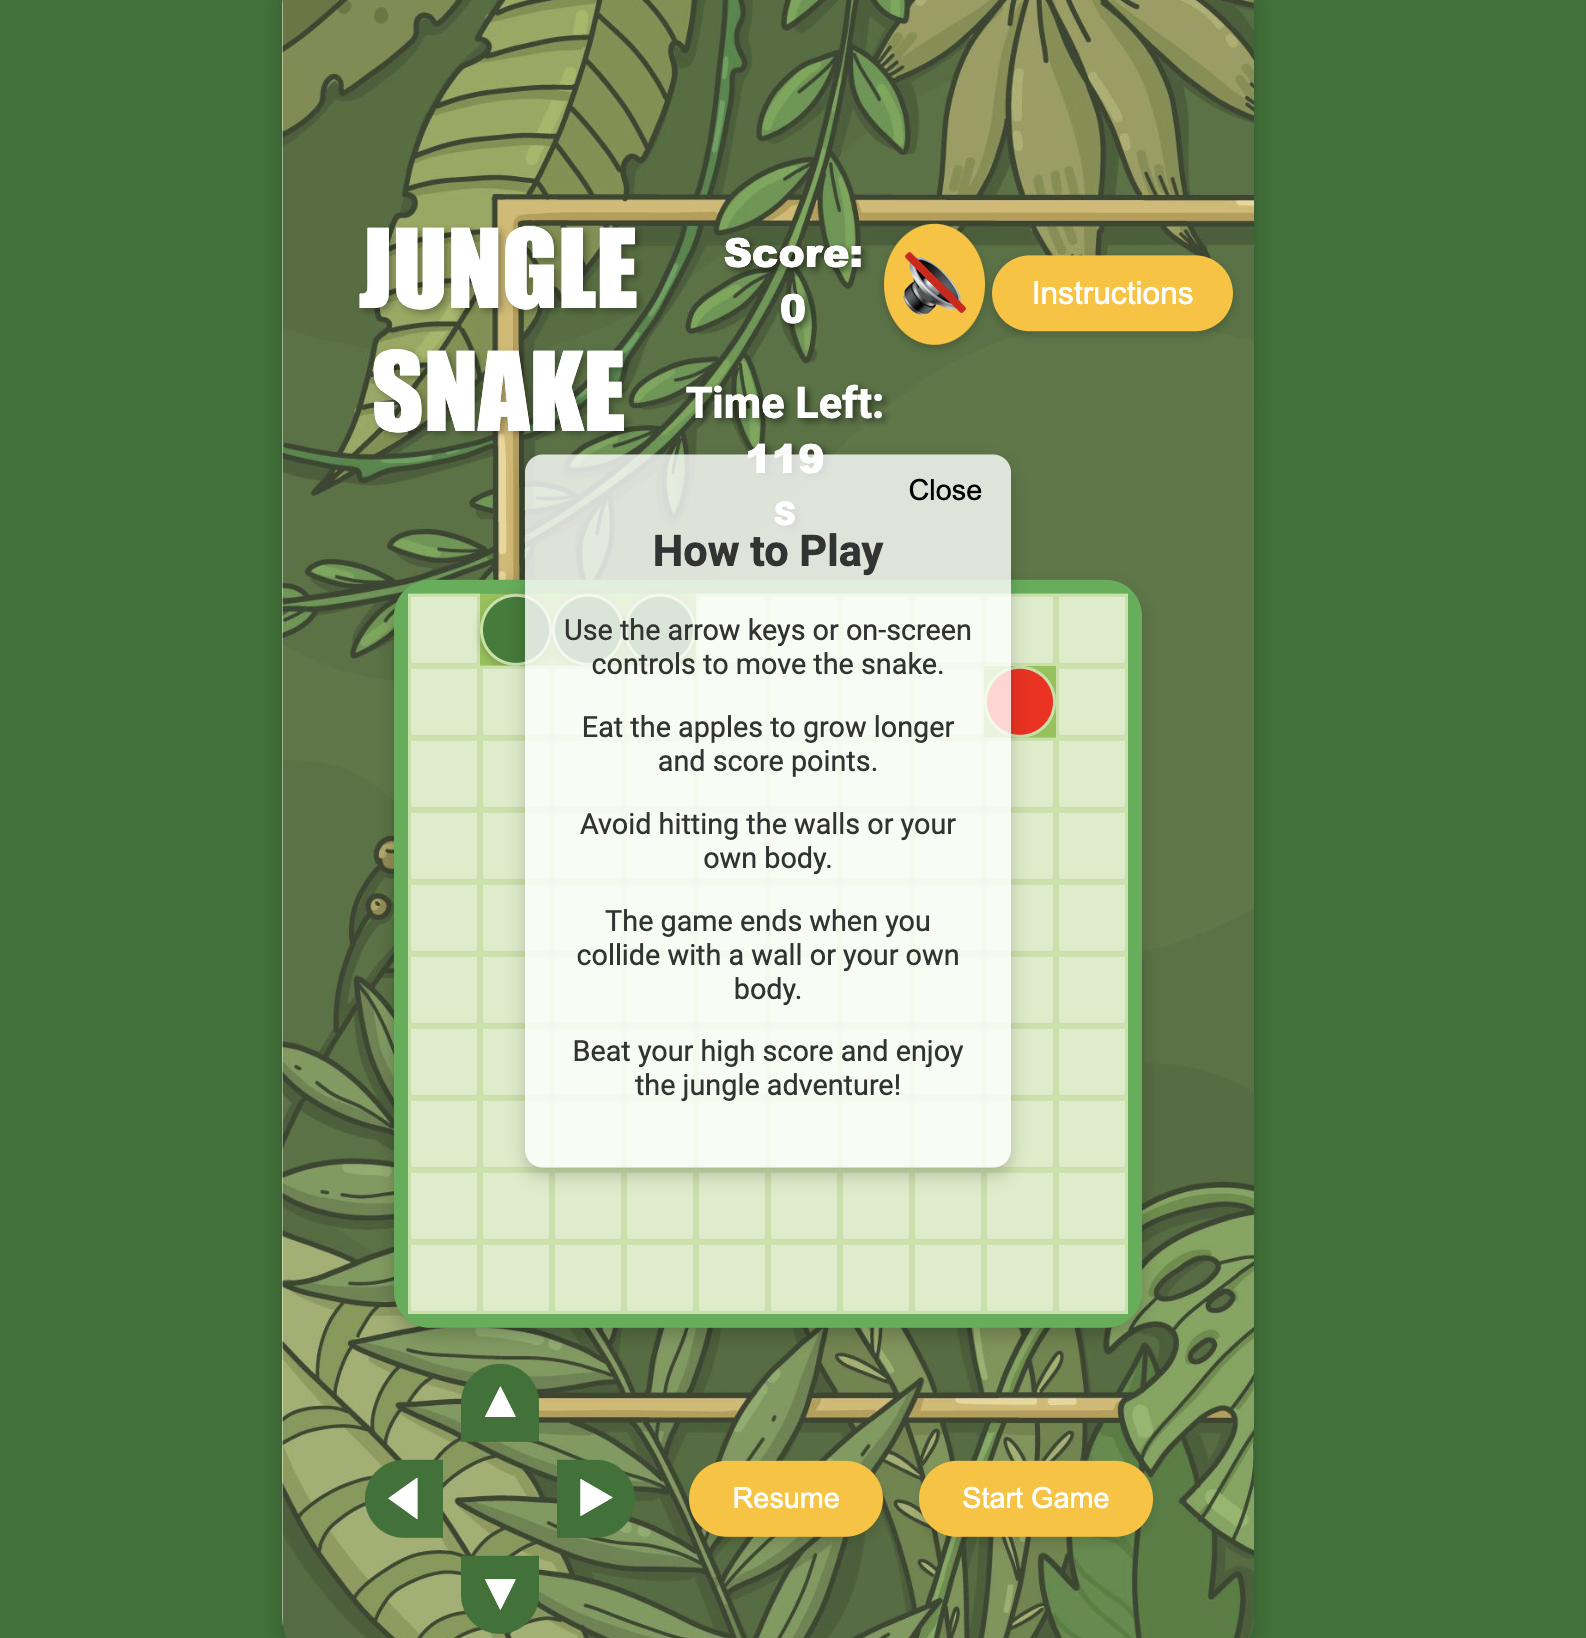 JUNGLE
SNAKE
Score:
0
Instructions
Time Left:
119
s
Close
How to Play
Use the arrow keys or on-screen
controls to move the snake.
Eat the apples to grow longer
and score points.
Avoid hitting the walls or your
own body.
The game ends when you
collide with a wall or your own
body.
Beat your high score and enjoy
the jungle adventure!
Resume
Start Game